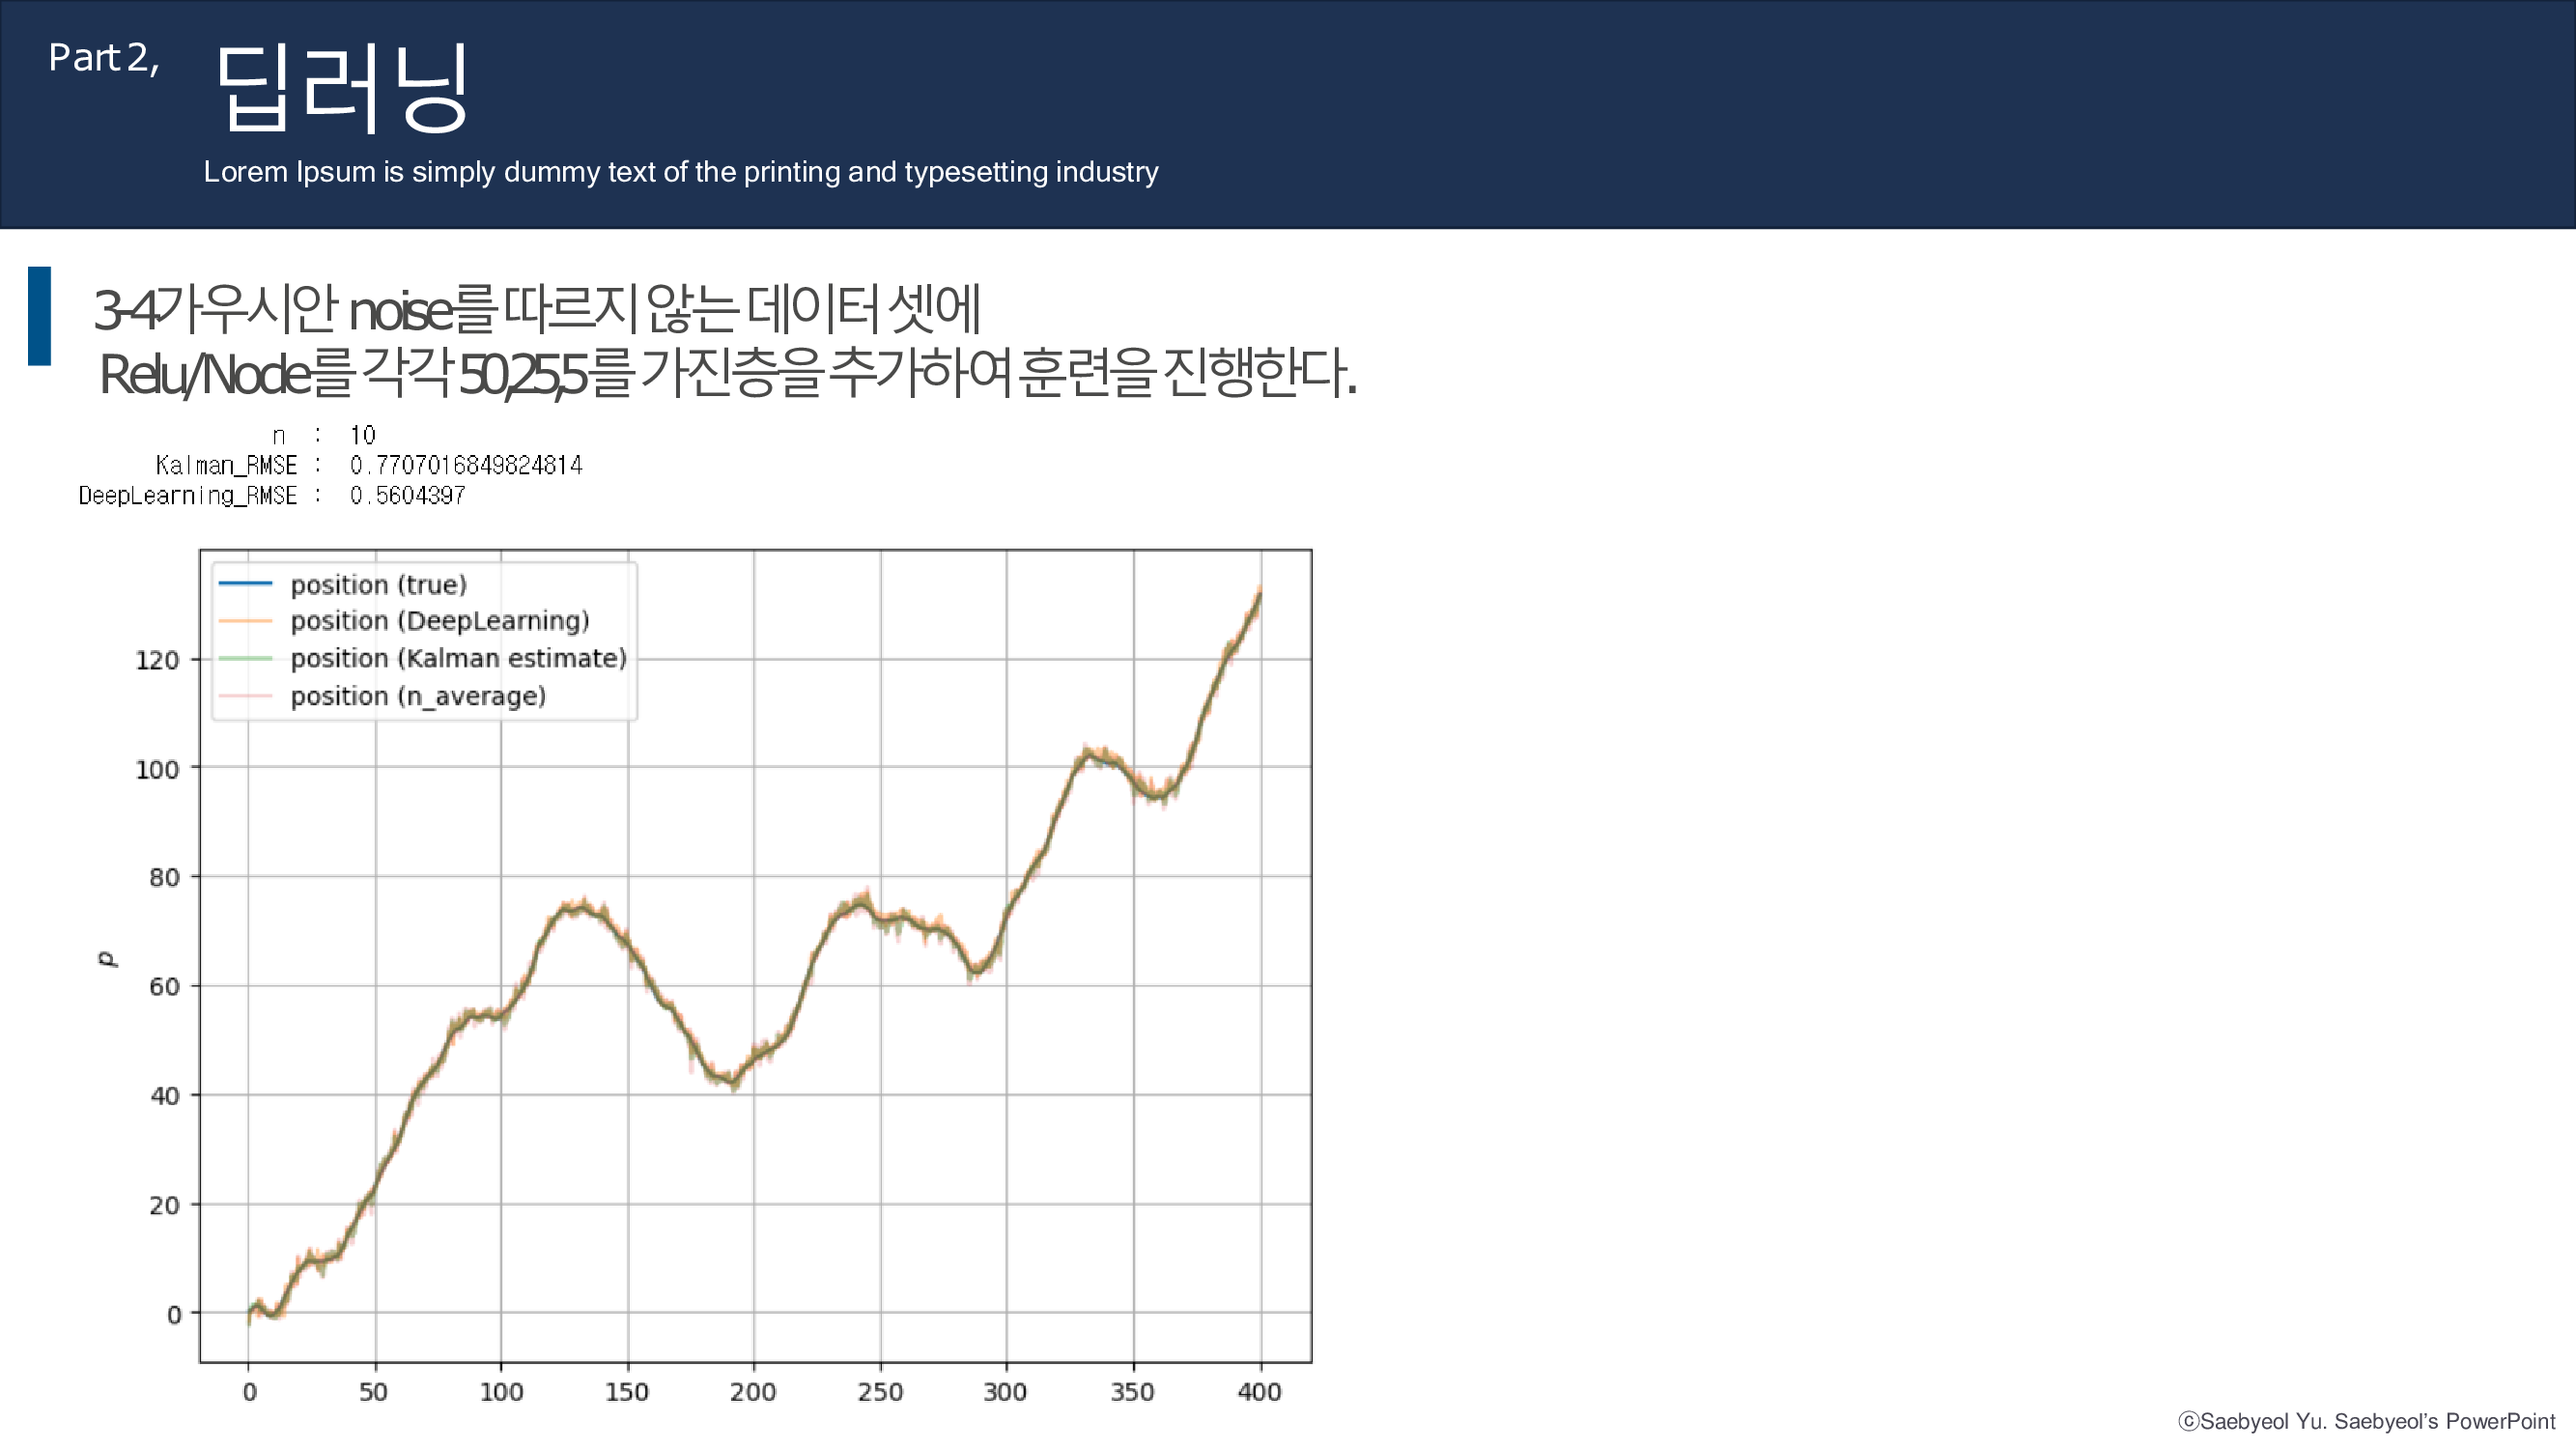 Part 2,
딥러닝
Lorem Ipsum is simply dummy text of the printing and typesetting industry
3-4가우시안 noise를 따르지 않는 데이터 셋에
Relu/Node를 각각 50,25,5 를 가진층을 추가하여 훈련을 진행한다.
n : 10
Kalman_RMSE : 0.7707016849824814
DeepLearning_RMSE : 0.5604397
position (true)
position (DeepLearning)
position (Kalman estimate)
position (n_average)
120
100
80
60
40
20
0
p
0 50 100 150 200 250 300 350 400
ⓒSaebyeol Yu. Saebyeol’s PowerPoint